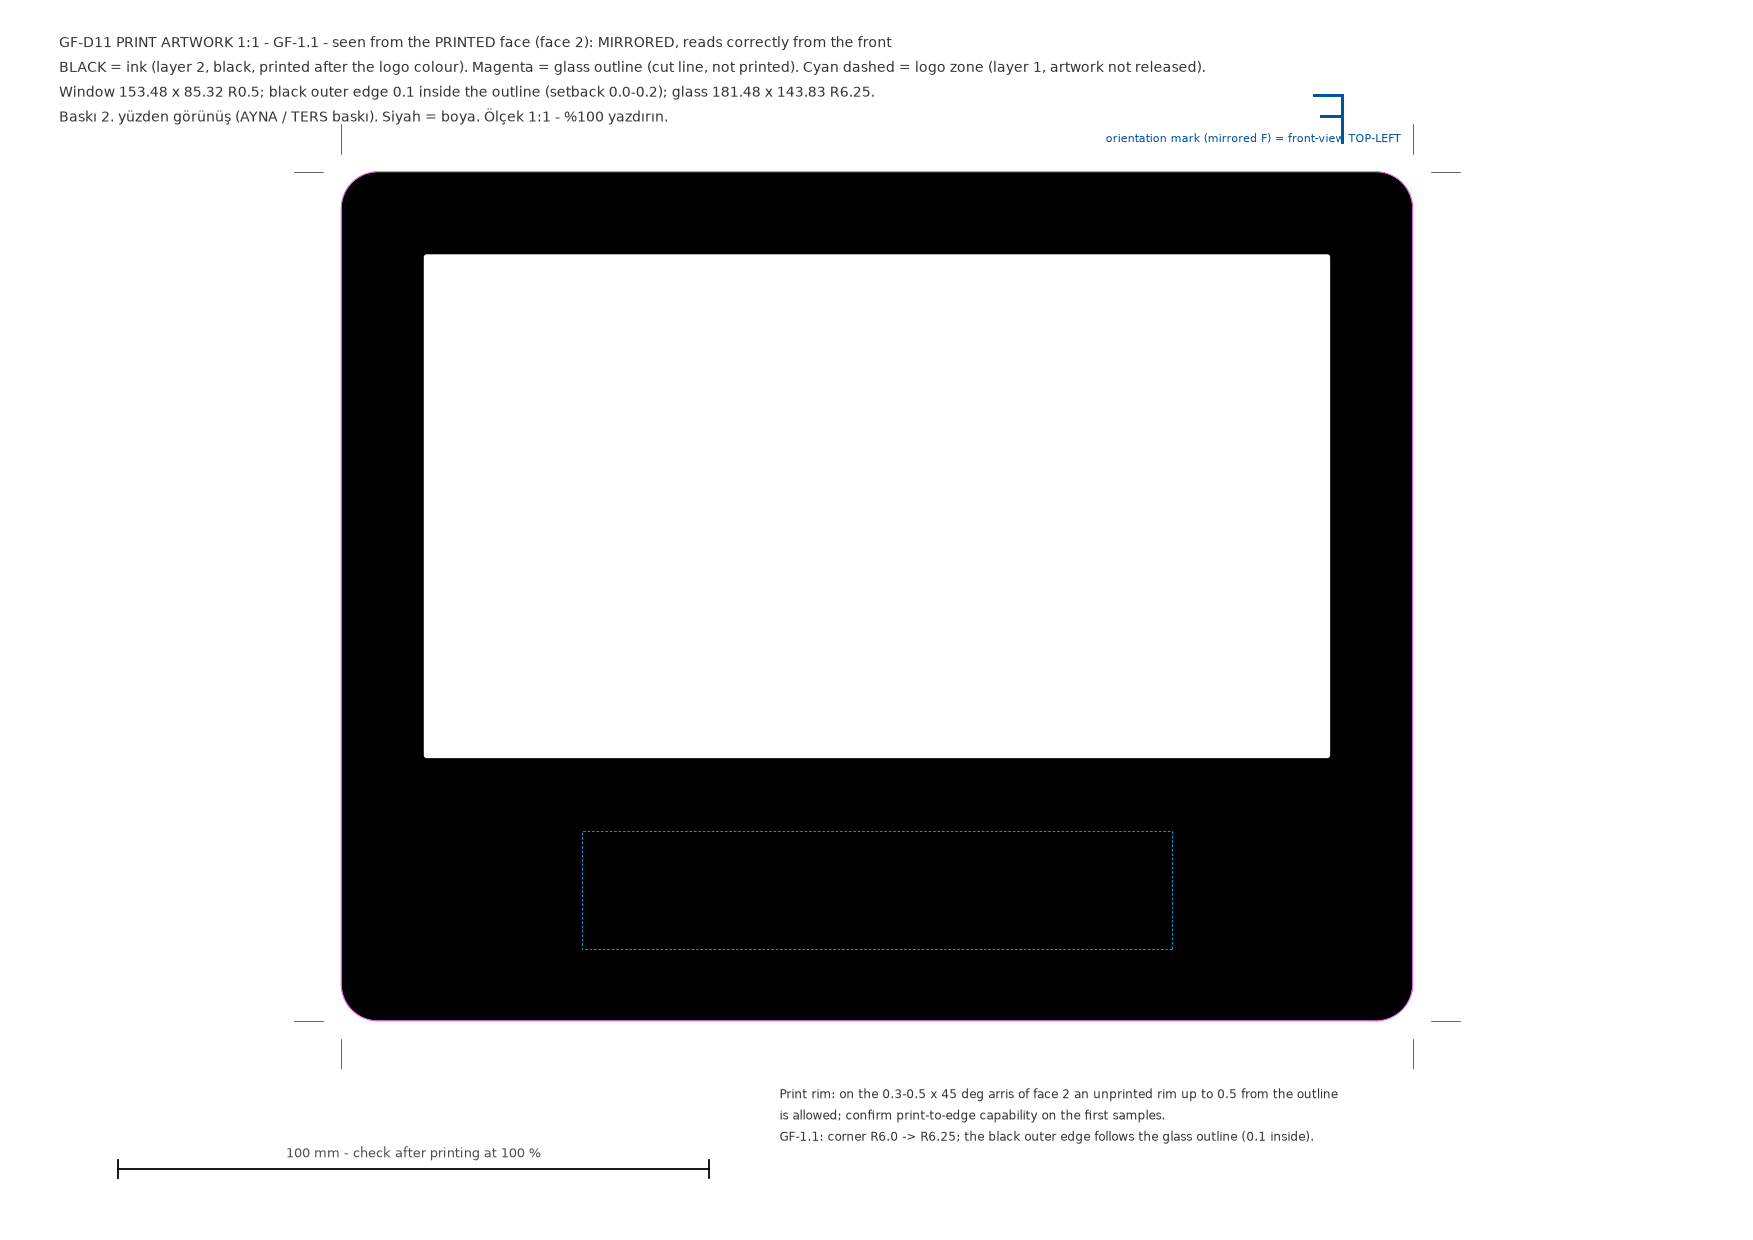 GF-D11 PRINT ARTWORK 1:1 - GF-1.1 - seen from the PRINTED face (face 2): MIRRORED, reads correctly from the front
BLACK = ink (layer 2, black, printed after the logo colour). Magenta = glass outline (cut line, not printed). Cyan dashed = logo zone (layer 1, artwork not released).
Window 153.48 x 85.32 R0.5; black outer edge 0.1 inside the outline (setback 0.0-0.2); glass 181.48 x 143.83 R6.25.
Baskı 2. yüzden görünüş (AYNA / TERS baskı). Siyah = boya. Ölçek 1:1 - %100 yazdırın.
F
orientation mark (mirrored F) = front-view TOP-LEFT
Print rim: on the 0.3-0.5 x 45 deg arris of face 2 an unprinted rim up to 0.5 from the outline
is allowed; confirm print-to-edge capability on the first samples.
GF-1.1: corner R6.0 -> R6.25; the black outer edge follows the glass outline (0.1 inside).
100 mm - check after printing at 100 %